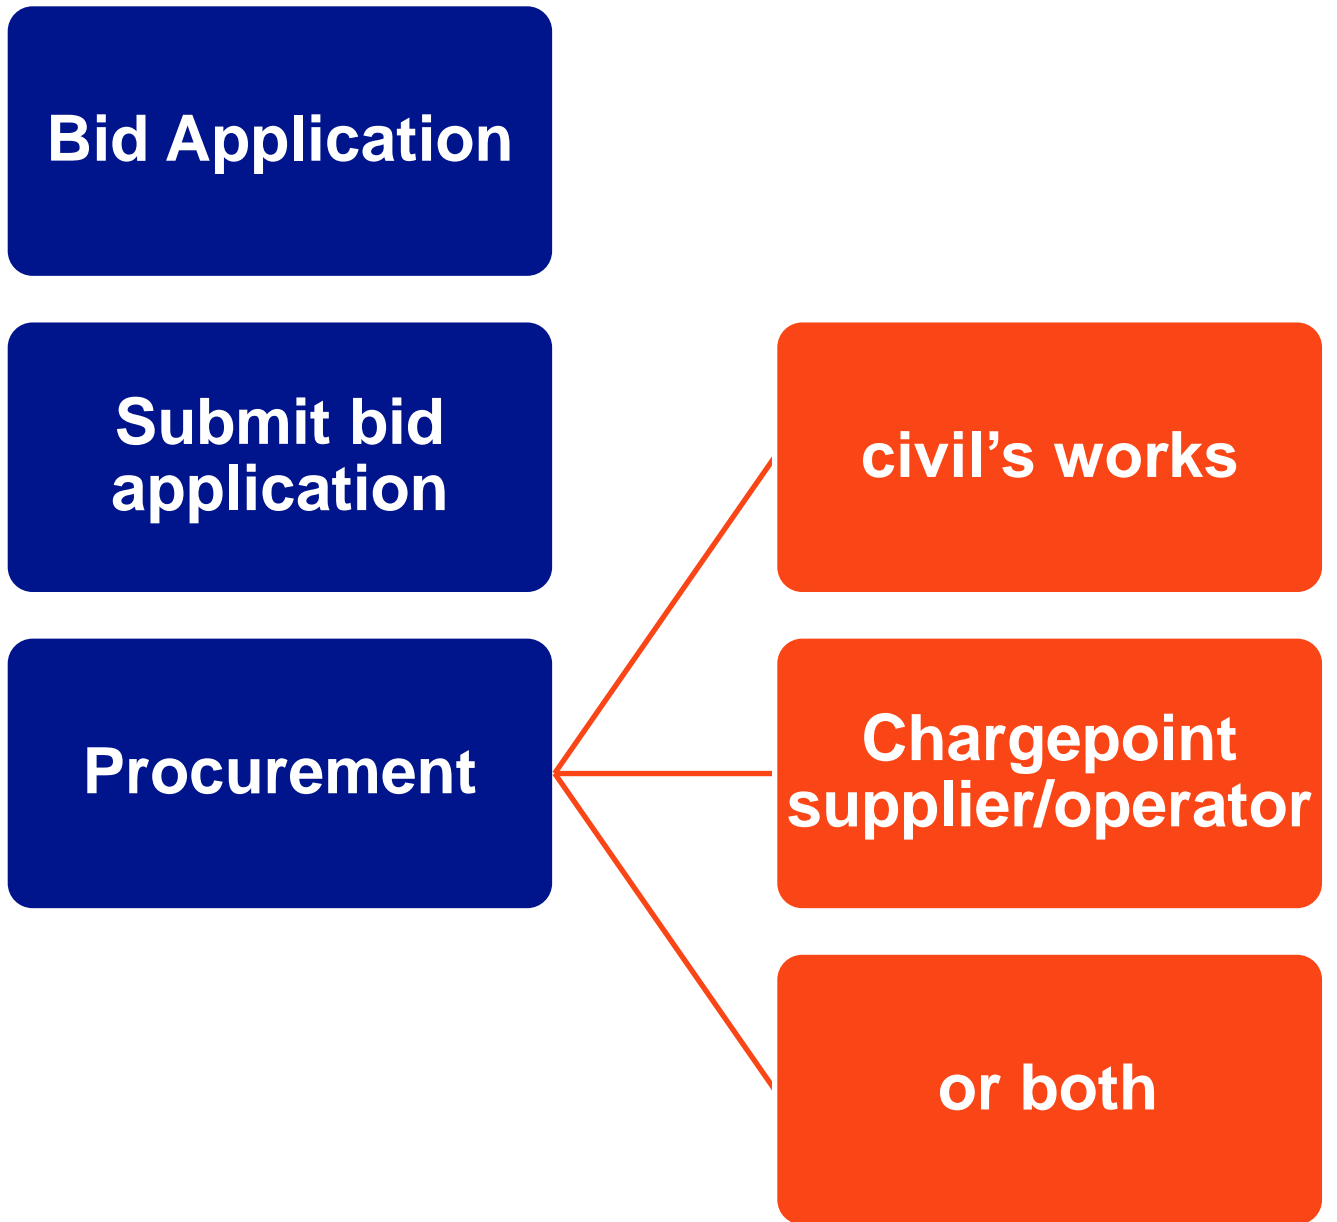 Bid Application
Submit bid
application
Procurement
civil’s works
Chargepoint
supplier/operator
or both